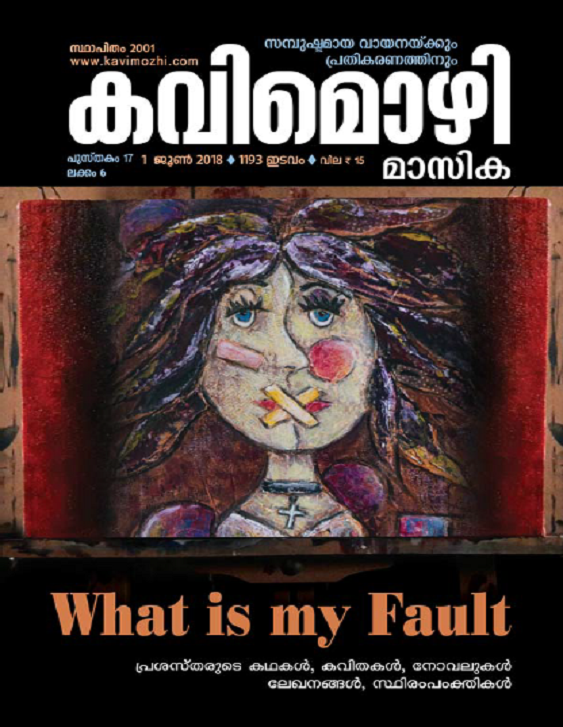 സ്ഥാപിതം 2001
www.kavimozhi.com
സമ്പുഷ്ടമായ വായനയ്ക്കും
പ്രതികരണത്തിനും
കവിമൊഴി
മാസിക
പുസ്തകം 17
ലക്കം 6
1 ജൂൺ 2018 ♦ 1193 ഇടവം ♦ വില ₹ 15
What is my Fault
പ്രശസ്തരുടെ കഥകൾ, കവിതകൾ, നോവലുകൾ
ലേഖനങ്ങൾ, സ്ഥിരംപംക്തികൾ